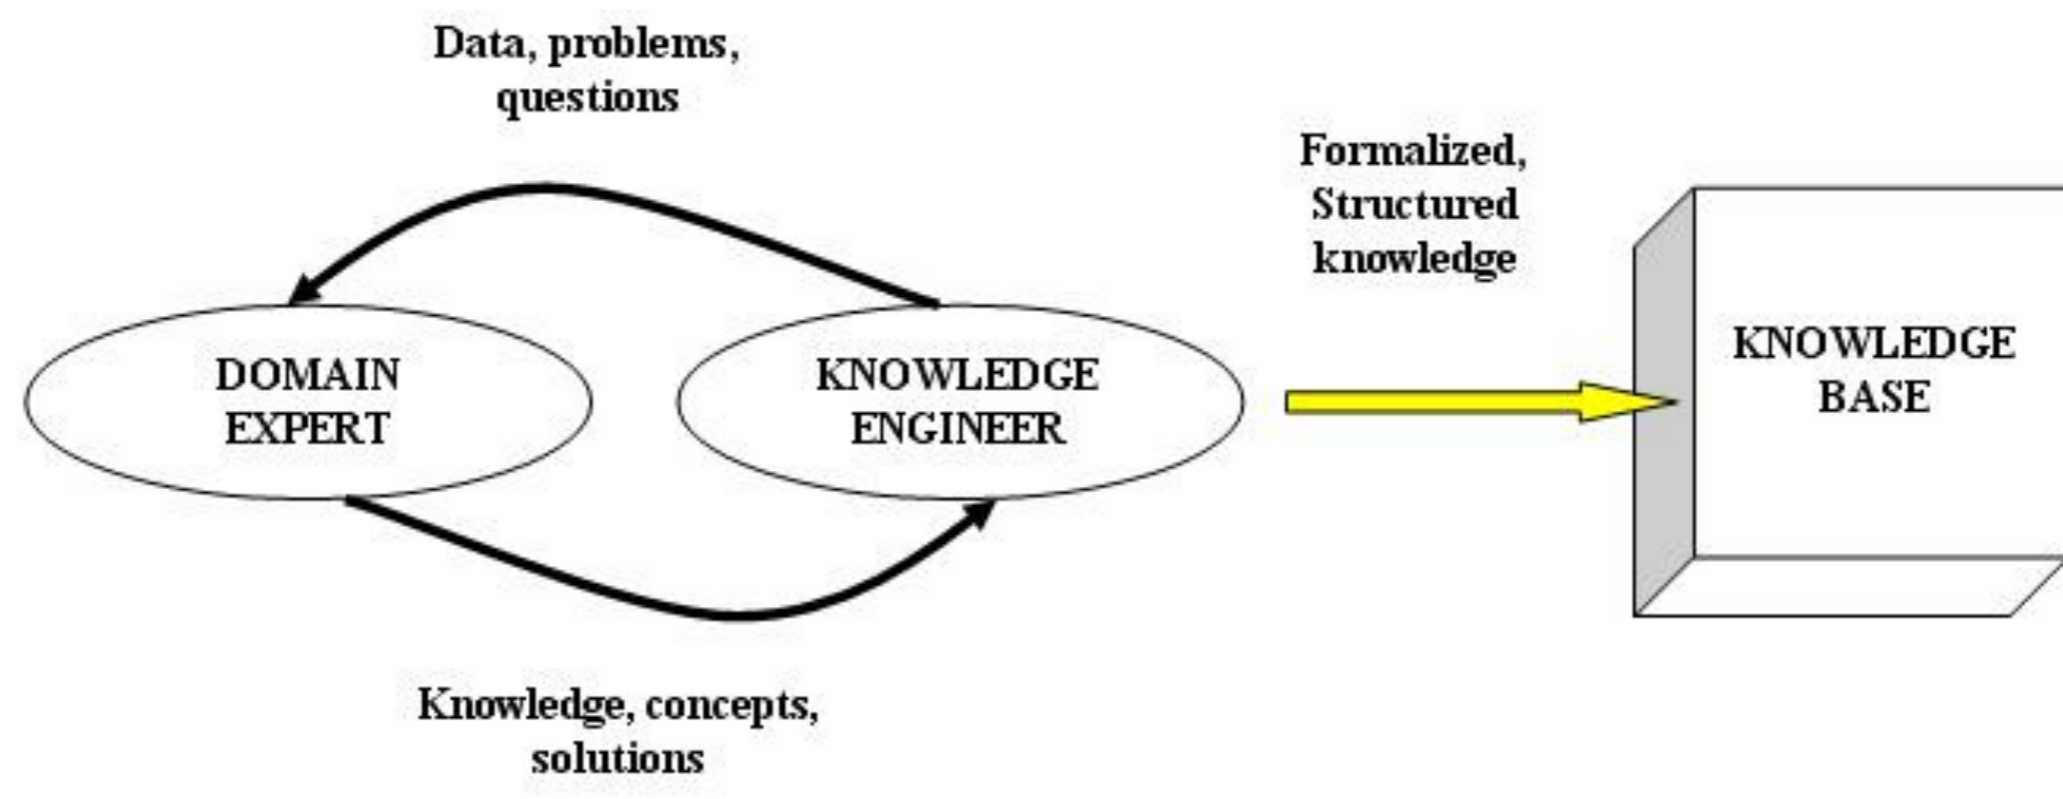 Data, problems,
questions
Formalized,
Structured
knowledge
DOMAIN
EXPERT
KNOWLEDGE
ENGINEER
KNOWLEDGE
BASE
Knowledge, concepts,
solutions